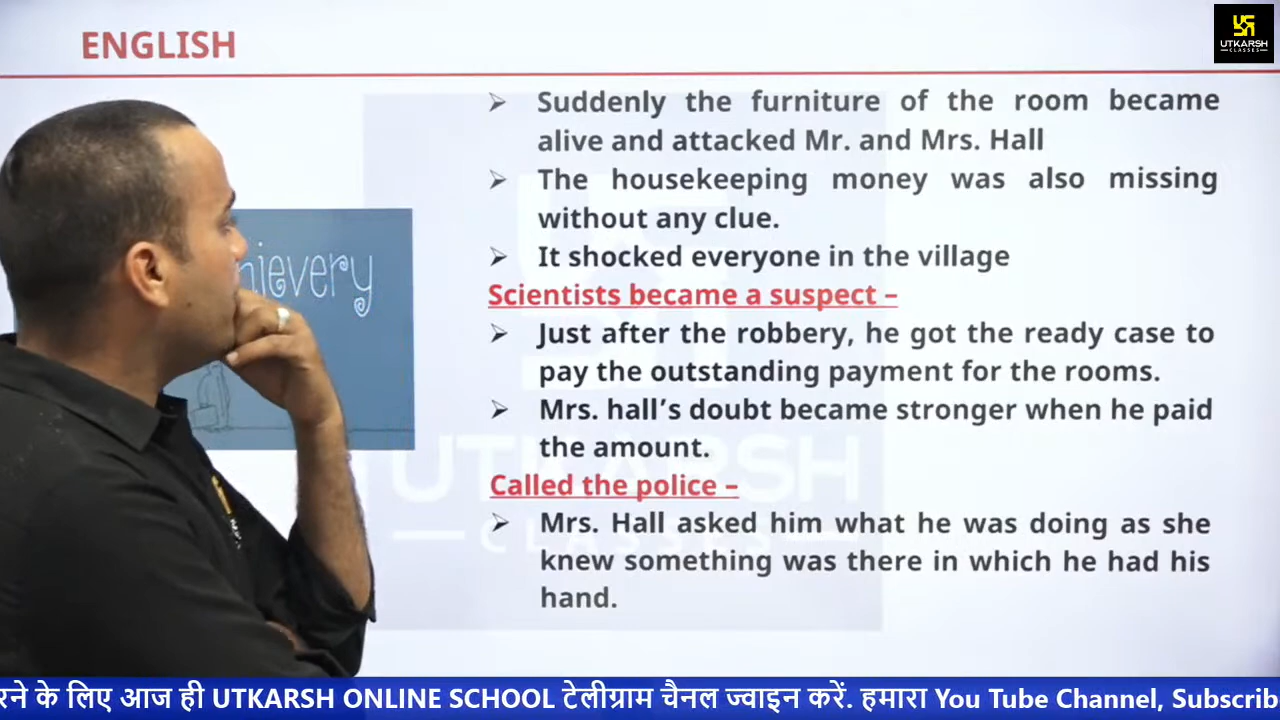 ENGLISH
UTKARSH
CLASSES
Suddenly the furniture of the room became
alive and attacked Mr. and Mrs. Hall
The housekeeping money was also missing
without any clue.
It shocked everyone in the village
Scientists became a suspect –
Just after the robbery, he got the ready case to
pay the outstanding payment for the rooms.
Mrs. hall's doubt became stronger when he paid
the amount.
Called the police –
Mrs. Hall asked him what he was doing as she
knew something was there in which he had his
hand.
UTKARSH
CLASSES
के लिए आज ही UTKARSH ONLINE SCHOOL टेलीग्राम चैनल ज्वाइन करें. हमारा You Tube Channel,